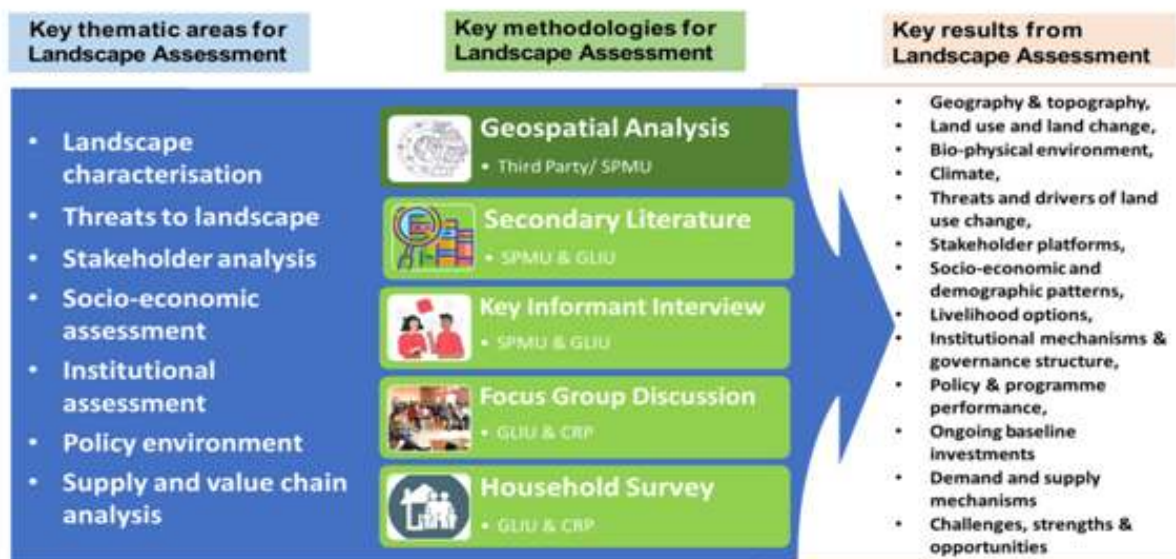 Key thematic areas for
Landscape Assessment
• Landscape
characterisation
• Threats to landscape
• Stakeholder analysis
• Socio-economic
assessment
• Institutional
assessment
• Policy environment
• Supply and value chain
analysis
Key methodologies for
Landscape Assessment
Geospatial Analysis
• Third Party/ SPMU
Secondary Literature
• SPMU & GLIU
Key Informant Interview
• SPMU & GLIU
Focus Group Discussion
• GLIU & CRP
Household Survey
• GLIU & CRP
Key results from
Landscape Assessment
• Geography & topography,
• Land use and land change,
• Bio-physical environment,
• Climate,
• Threats and drivers of land
use change,
• Stakeholder platforms,
• Socio-economic and
demographic patterns,
• Livelihood options,
• Institutional mechanisms &
governance structure,
• Policy & programme
performance,
• Ongoing baseline
investments
• Demand and supply
mechanisms
• Challenges, strengths &
opportunities